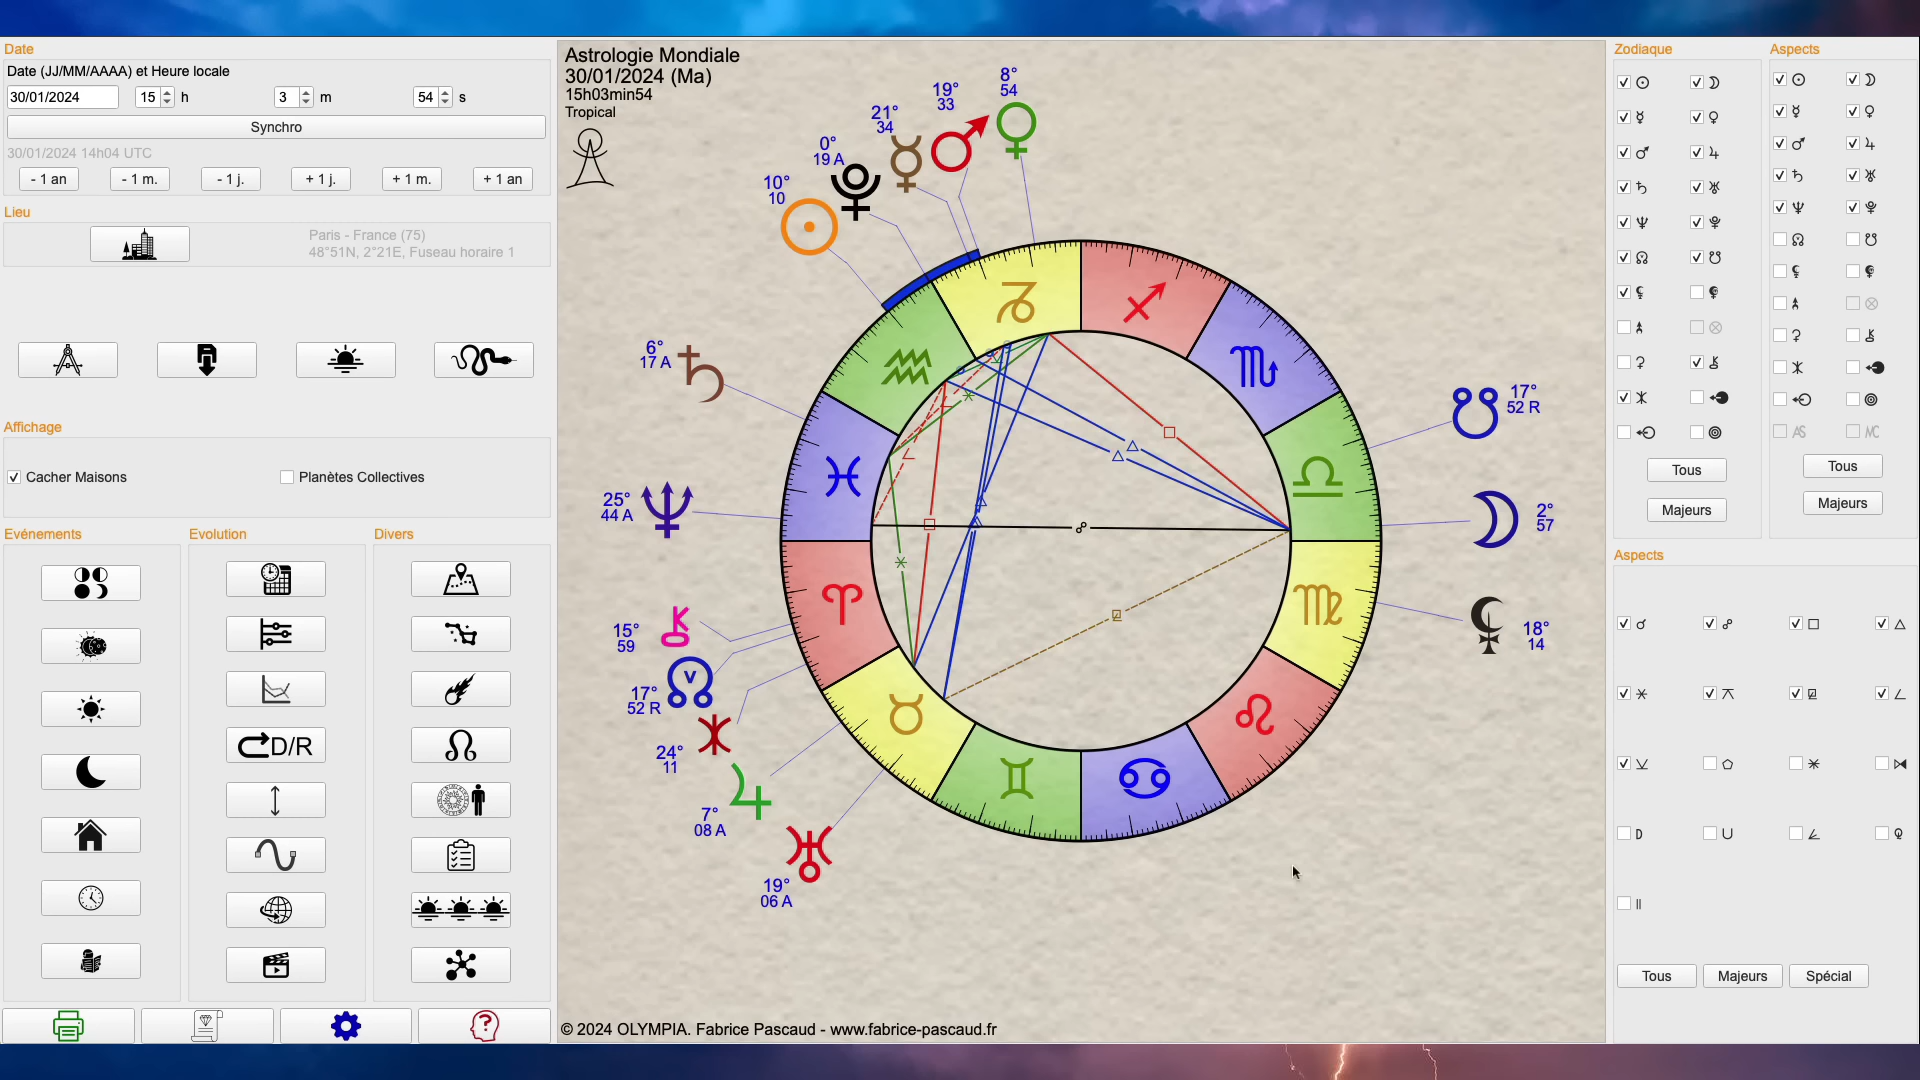 Date
Date (JJ/MM/AAAA) et Heure locale
30/01/2024 15 h 3 m 54 s
Synchro
30/01/2024 14h04 UTC
- 1 an - 1 m. - 1 j. + 1 j. + 1 m. + 1 an
Lieu
Paris - France (75)
48°51N, 2°21E, Fuseau horaire 1
Affichage
Cacher Maisons Planètes Collectives
Evénements Evolution Divers
D/R
Astrologie Mondiale
30/01/2024 (Ma)
15h03min54
Tropical
8°
54
19°
33
21°
34
0°
19 A
10°
10
6°
17 A
25°
44 A
15°
59
17°
52 R
24°
11
7°
08 A
19°
06 A
17°
52 R
2°
57
18°
14
V
© 2024 OLYMPIA. Fabrice Pascaud - www.fabrice-pascaud.fr
Zodiaque
Tous
Majeurs
Aspects
AS MC
Tous
Majeurs
Aspects
D U Q
Tous Majeurs Spécial